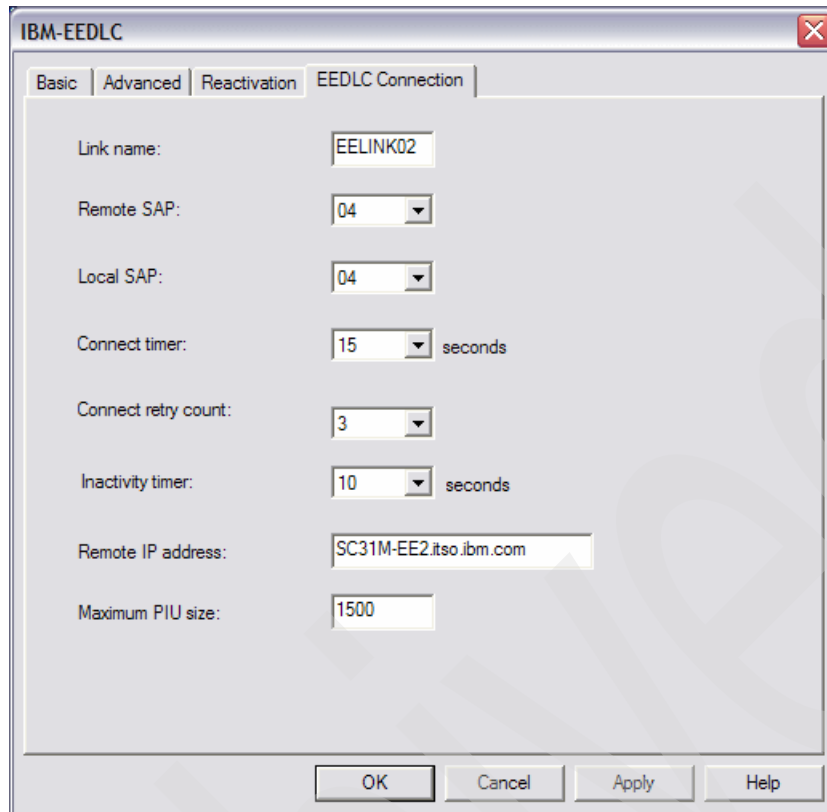 IBM-EEDLC
Basic Advanced Reactivation EEDLC Connection
Link name: EELINK02
Remote SAP: 04
Local SAP: 04
Connect timer: 15 seconds
Connect retry count: 3
Inactivity timer: 10 seconds
Remote IP address: SC31M-EE2.itso.ibm.com
Maximum PIU size: 1500
OK Cancel Apply Help